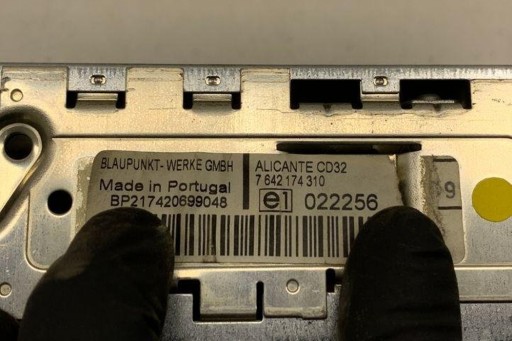 BLAUPUNKT-WERKE GMBH
Made in Portugal
BP217420699048
ALICANTE CD32
7 642 174 310
e1 022256
9